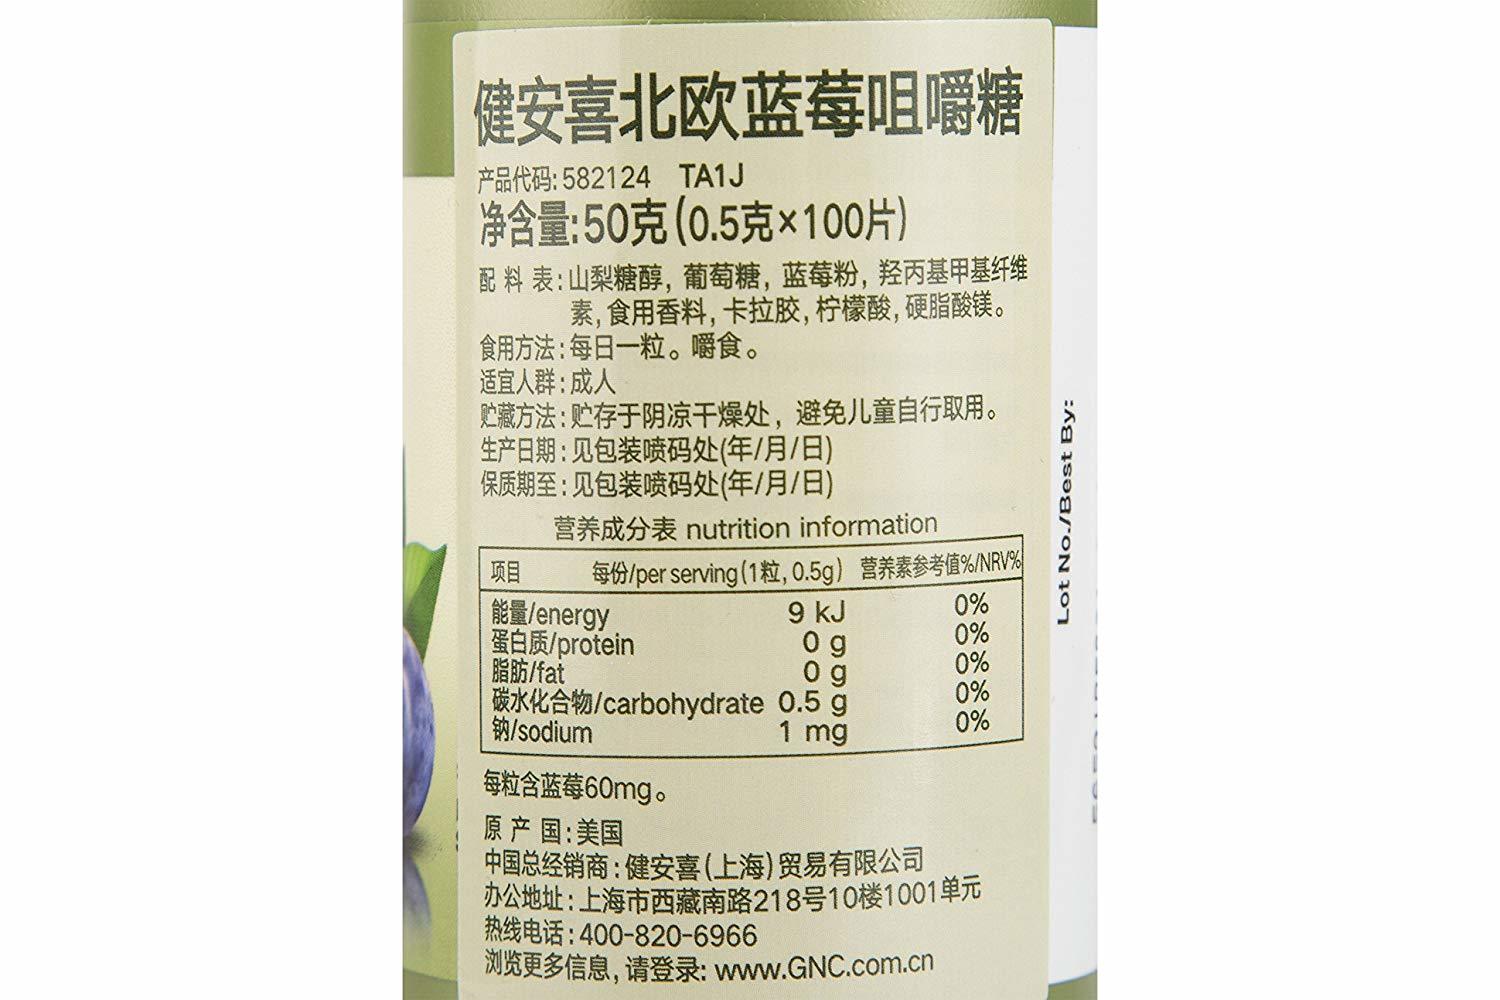 健安喜北欧蓝莓咀嚼糖
产品代码:582124 TA1J
净含量:50克(0.5克×100片)
配 料 表:山梨糖醇, 葡萄糖, 蓝莓粉, 羟丙基甲基纤维
素, 食用香料, 卡拉胶, 柠檬酸, 硬脂酸镁。
食用方法:每日一粒。嚼食。
适宜人群:成人
贮藏方法:贮存于阴凉干燥处, 避免儿童自行取用。
生产日期:见包装喷码处(年/月/日)
保质期至:见包装喷码处(年/月/日)
营养成分表 nutrition information
项目 每份/per serving(1粒, 0.5g) 营养素参考值%/NRV%
能量/energy 9 kJ 0%
蛋白质/protein 0 g 0%
脂肪/fat 0 g 0%
碳水化合物/carbohydrate 0.5 g 0%
钠/sodium 1 mg 0%
每粒含蓝莓60mg。
原 产 国:美国
中国总经销商:健安喜(上海)贸易有限公司
办公地址:上海市西藏南路218号10楼1001单元
热线电话:400-820-6966
浏览更多信息, 请登录: www.GNC.com.cn
Lot No./Best By: